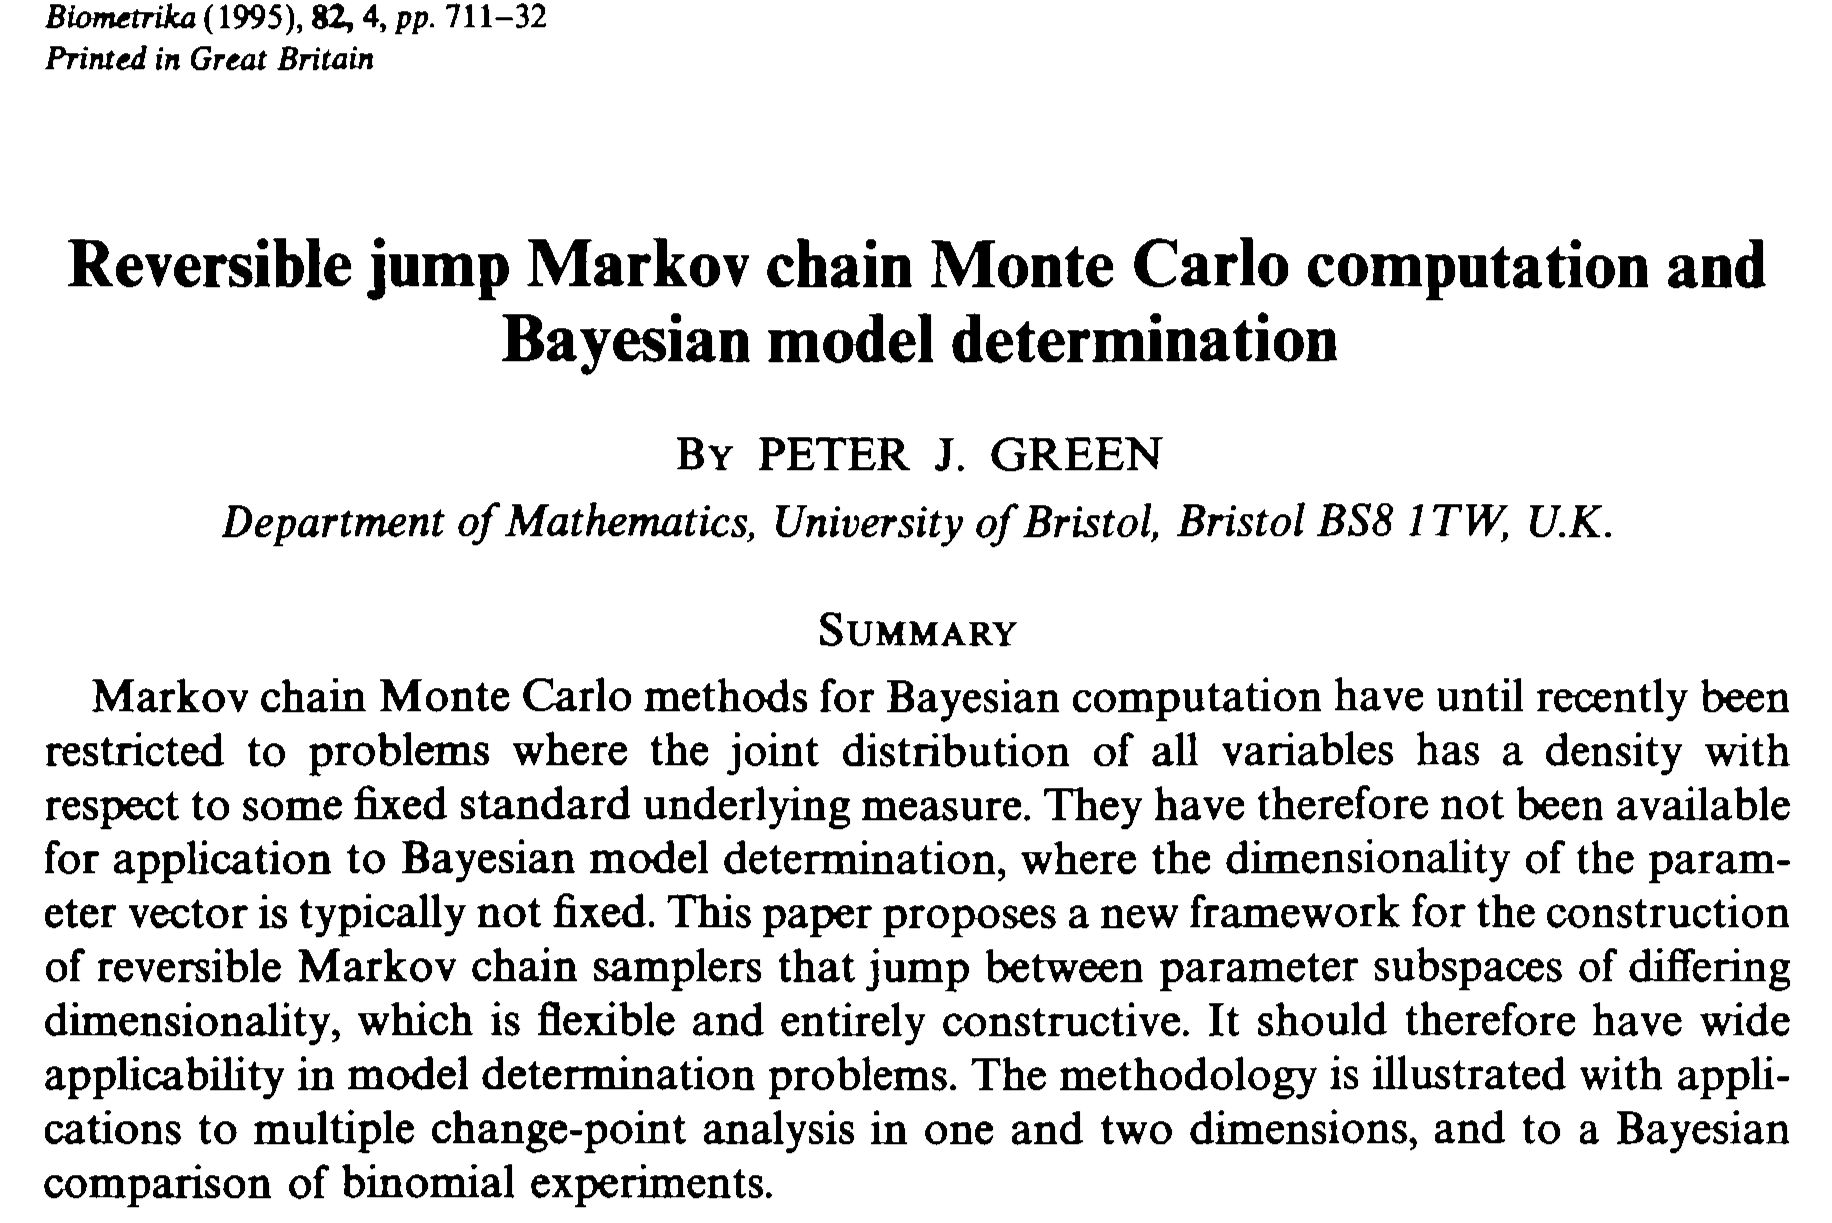 Biometrika (1995), 82, 4, pp. 711–32
Printed in Great Britain
Reversible jump Markov chain Monte Carlo computation and
Bayesian model determination
BY PETER J. GREEN
Department of Mathematics, University of Bristol, Bristol BS8 1TW, U.K.
SUMMARY
Markov chain Monte Carlo methods for Bayesian computation have until recently been
restricted to problems where the joint distribution of all variables has a density with
respect to some fixed standard underlying measure. They have therefore not been available
for application to Bayesian model determination, where the dimensionality of the param-
eter vector is typically not fixed. This paper proposes a new framework for the construction
of reversible Markov chain samplers that jump between parameter subspaces of differing
dimensionality, which is flexible and entirely constructive. It should therefore have wide
applicability in model determination problems. The methodology is illustrated with appli-
cations to multiple change-point analysis in one and two dimensions, and to a Bayesian
comparison of binomial experiments.